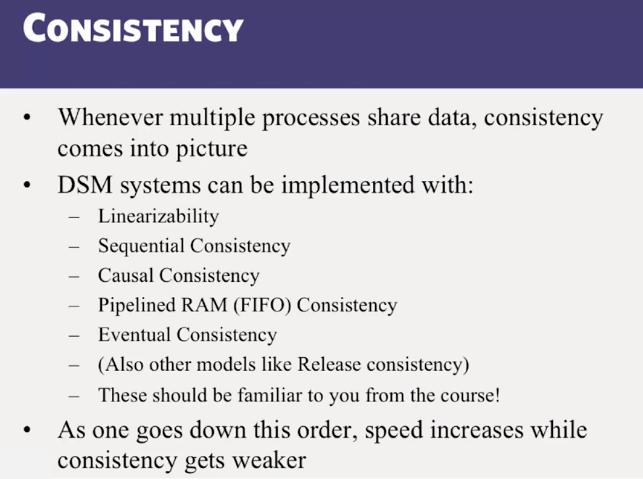 CONSISTENCY
• Whenever multiple processes share data, consistency
comes into picture
• DSM systems can be implemented with:
– Linearizability
– Sequential Consistency
– Causal Consistency
– Pipelined RAM (FIFO) Consistency
– Eventual Consistency
– (Also other models like Release consistency)
– These should be familiar to you from the course!
• As one goes down this order, speed increases while
consistency gets weaker